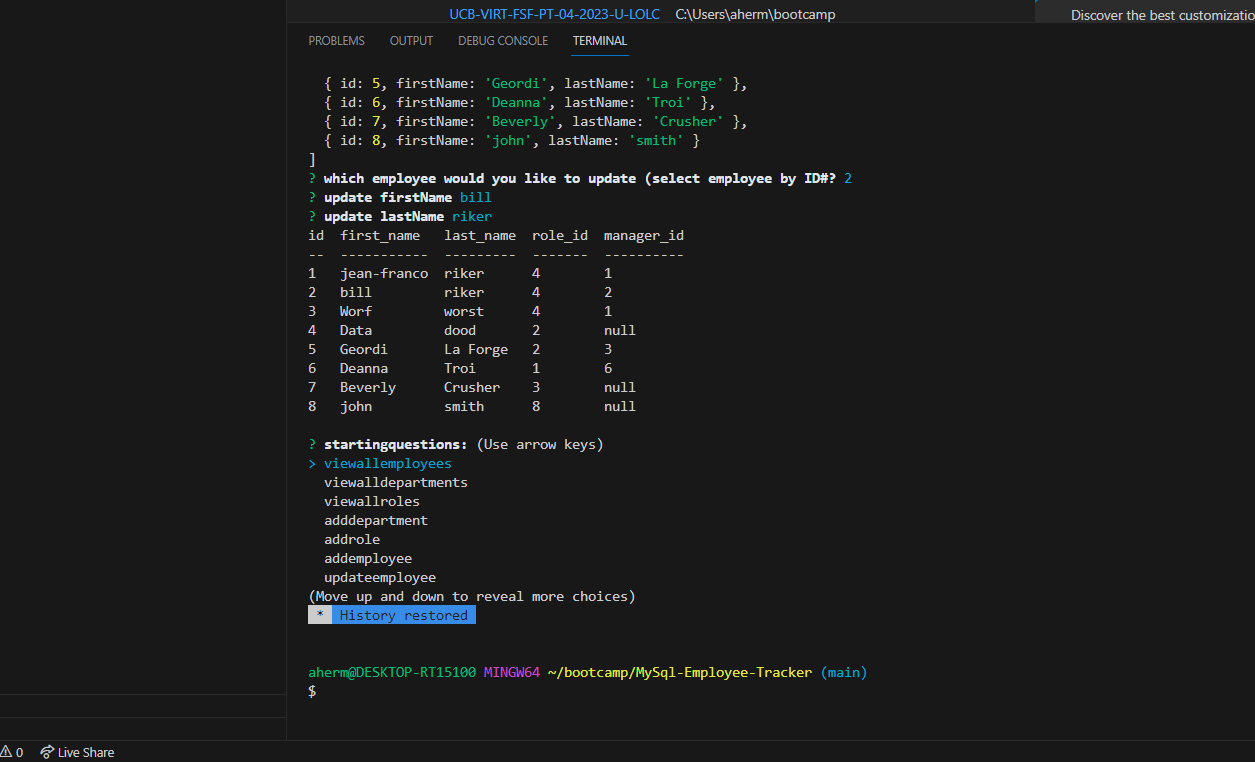 UCB-VIRT-FSF-PT-04-2023-U-LOLC C:\Users\aherm\bootcamp
Discover the best customizatio
PROBLEMS OUTPUT DEBUG CONSOLE TERMINAL
{ id: 5, firstName: 'Geordi', lastName: 'La Forge' },
{ id: 6, firstName: 'Deanna', lastName: 'Troi' },
{ id: 7, firstName: 'Beverly', lastName: 'Crusher' },
{ id: 8, firstName: 'john', lastName: 'smith' }
]
? which employee would you like to update (select employee by ID#? 2
? update firstName bill
? update lastName riker
id first_name last_name role_id manager_id
-- ----------- --------- ------- ----------
1 jean-franco riker 4 1
2 bill riker 4 2
3 Worf worst 4 1
4 Data dood 2 null
5 Geordi La Forge 2 3
6 Deanna Troi 1 6
7 Beverly Crusher 3 null
8 john smith 8 null
? startingquestions: (Use arrow keys)
> viewallemployees
viewalldepartments
viewallroles
adddepartment
addrole
addemployee
updateemployee
(Move up and down to reveal more choices)
* History restored
aherm@DESKTOP-RT15100 MINGW64 ~/bootcamp/MySql-Employee-Tracker (main)
$
0 Live Share